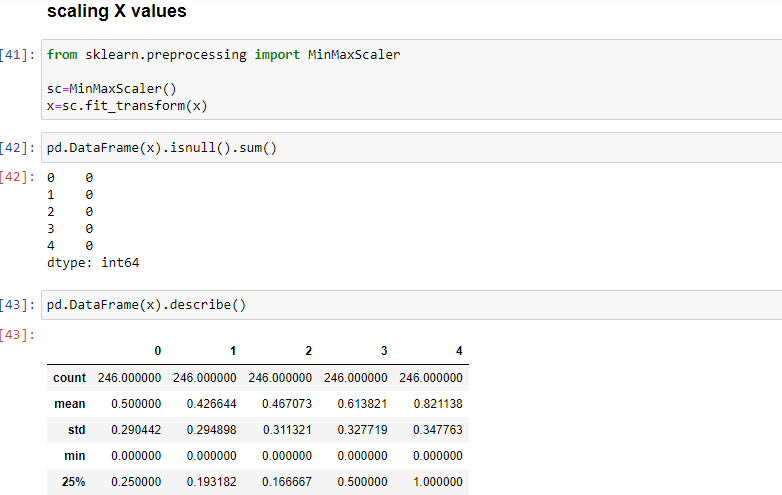 scaling X values
[41]: from sklearn.preprocessing import MinMaxScaler
sc=MinMaxScaler()
x=sc.fit_transform(x)
[42]: pd.DataFrame(x).isnull().sum()
[42]: 0 0
1 0
2 0
3 0
4 0
dtype: int64
[43]: pd.DataFrame(x).describe()
[43]:
0 1 2 3 4
count 246.000000 246.000000 246.000000 246.000000 246.000000
mean 0.500000 0.426644 0.467073 0.613821 0.821138
std 0.290442 0.294898 0.311321 0.327719 0.347763
min 0.000000 0.000000 0.000000 0.000000 0.000000
25% 0.250000 0.193182 0.166667 0.500000 1.000000